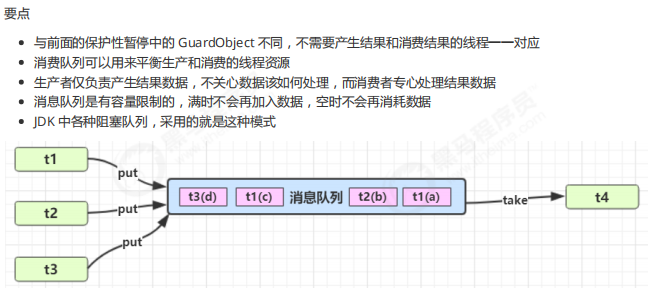 要点
与前面的保护性暂停中的 GuardObject 不同，不需要产生结果和消费结果的线程一一对应
消费队列可以用来平衡生产和消费的线程资源
生产者仅负责产生结果数据，不关心数据该如何处理，而消费者专心处理结果数据
消息队列是有容量限制的，满时不会再加入数据，空时不会再消耗数据
JDK 中各种阻塞队列，采用的就是这种模式
t1
put
t3(d) t1(c) 消息队列 t2(b) t1(a)
take
t4
t2
put
put
t3